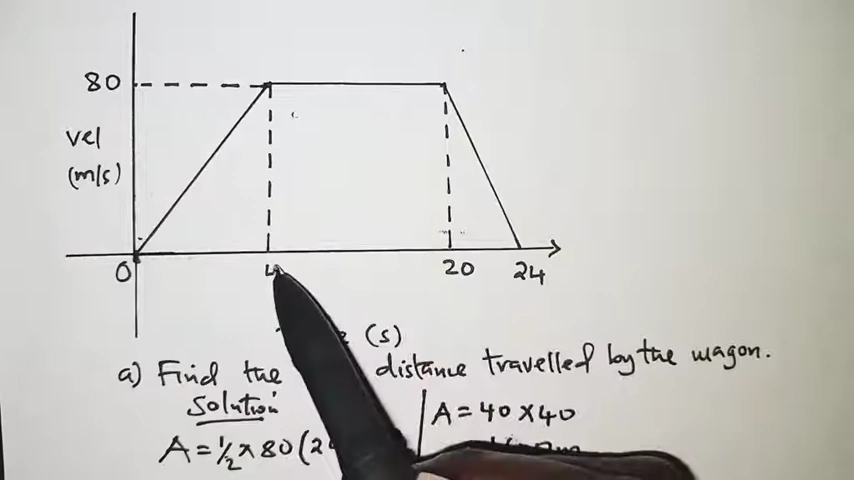 80
vel
(m/s)
0 20 24
(s)
a) Find the distance travelled by the wagon.
Solution
A = 1/2 x 80 (2
A = 40 x 40